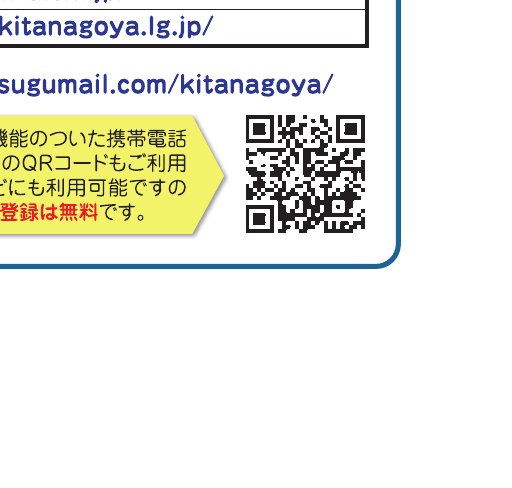 kitanagoya.lg.jp/
sugumail.com/kitanagoya/
機能のついた携帯電話
のQRコードもご利用
どにも利用可能ですの
登録は無料です。